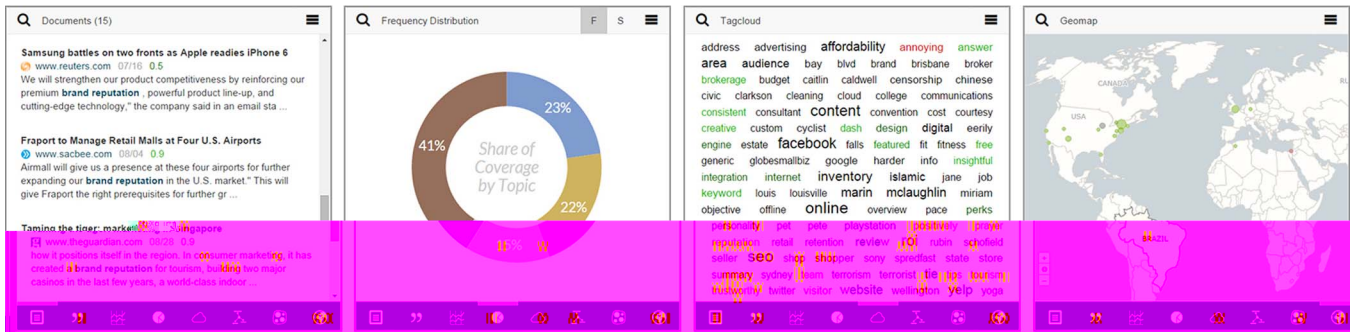 Documents (15)
Samsung battles on two fronts as Apple readies iPhone 6
www.reuters.com 07/16 0.5
We will strengthen our product competitiveness by reinforcing our
premium brand reputation , powerful product line-up, and
cutting-edge technology," the company said in an email sta ...
Fraport to Manage Retail Malls at Four U.S. Airports
www.sacbee.com 08/04 0.9
Airmall will give us a presence at these four airports for further
expanding our brand reputation in the U.S. market." This will
give Fraport the right prerequisites for further gr ...
Taming the tiger: ngapore
www.theguardian.com 08/28 0.9
how it positions itself in the region. In consumer marketing, it has
created a brand reputation for tourism, building two major
casinos in the last few years, a world-class indoor ...
Frequency Distribution
F S
23%
41%
Share of
Coverage
by Topic
22%
15%
Tagcloud
address advertising affordability annoying answer
area audience bay blvd brand brisbane broker
brokerage budget caitlin caldwell censorship chinese
civic clarkson cleaning cloud college communications
consistent consultant content convention cost courtesy
creative custom cyclist dash design digital eerily
engine estate facebook falls featured fit fitness free
generic globesmallbiz google harder info insightful
integration internet inventory islamic jane job
keyword louis louisville marin mclaughlin miriam
objective offline online overview pace perks
personality pet pete playstation positively prayer
reputation retail retention review roi rubin schofield
seller seo shop shopper sony spredfast state store
summary sydney team terrorism terrorist tie tips tourism
trustworthy twitter visitor website wellington yelp yoga
Geomap
CANADA
USA
BRAZIL